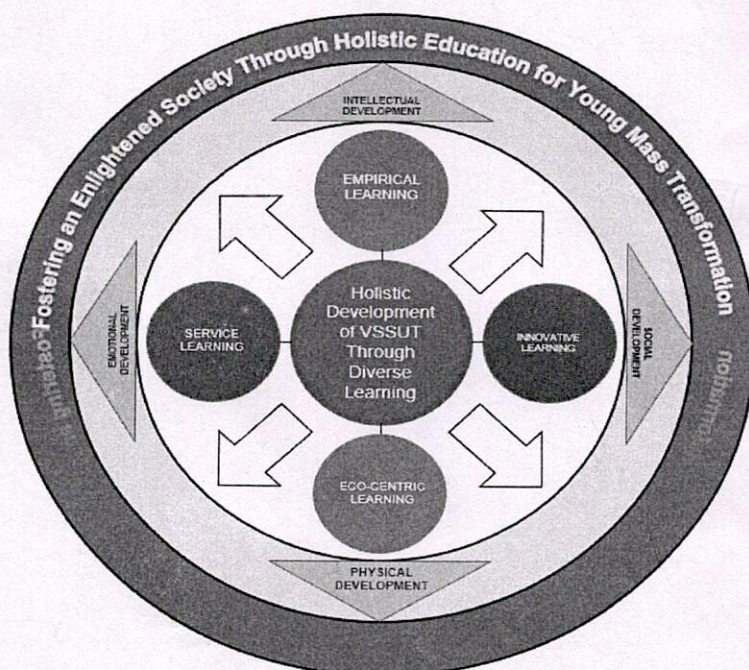 Fostering an Enlightened Society Through Holistic Education for Young Mass Transformation
INTELLECTUAL
DEVELOPMENT
EMPIRICAL
LEARNING
EMOTIONAL
DEVELOPMENT
SERVICE
LEARNING
Holistic
Development
of VSSUT
Through
Diverse
Learning
INNOVATIVE
LEARNING
SOCIAL
DEVELOPMENT
ECO-CENTRIC
LEARNING
PHYSICAL
DEVELOPMENT